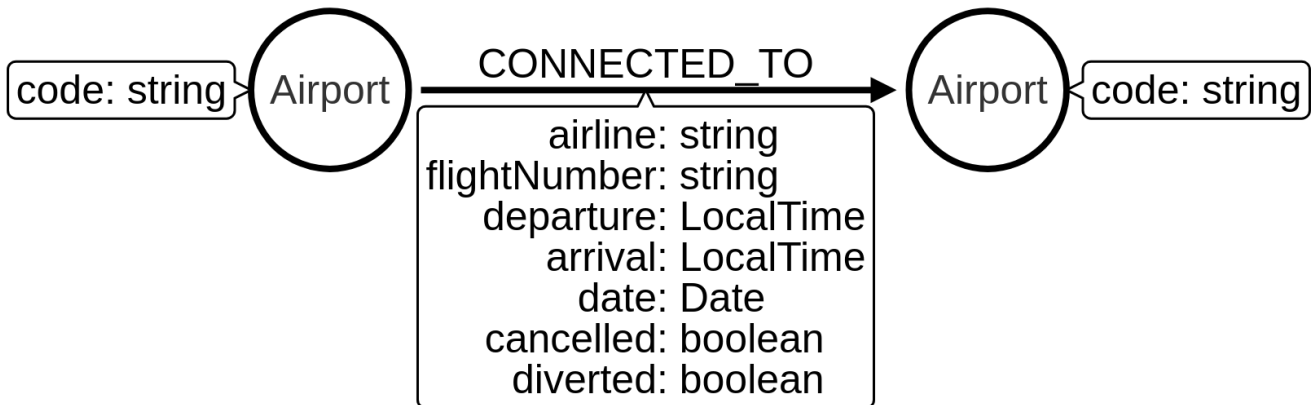 CONNECTED_TO
code: string
Airport
Airport
code: string
airline: string
flightNumber: string
departure: LocalTime
arrival: LocalTime
date: Date
cancelled: boolean
diverted: boolean